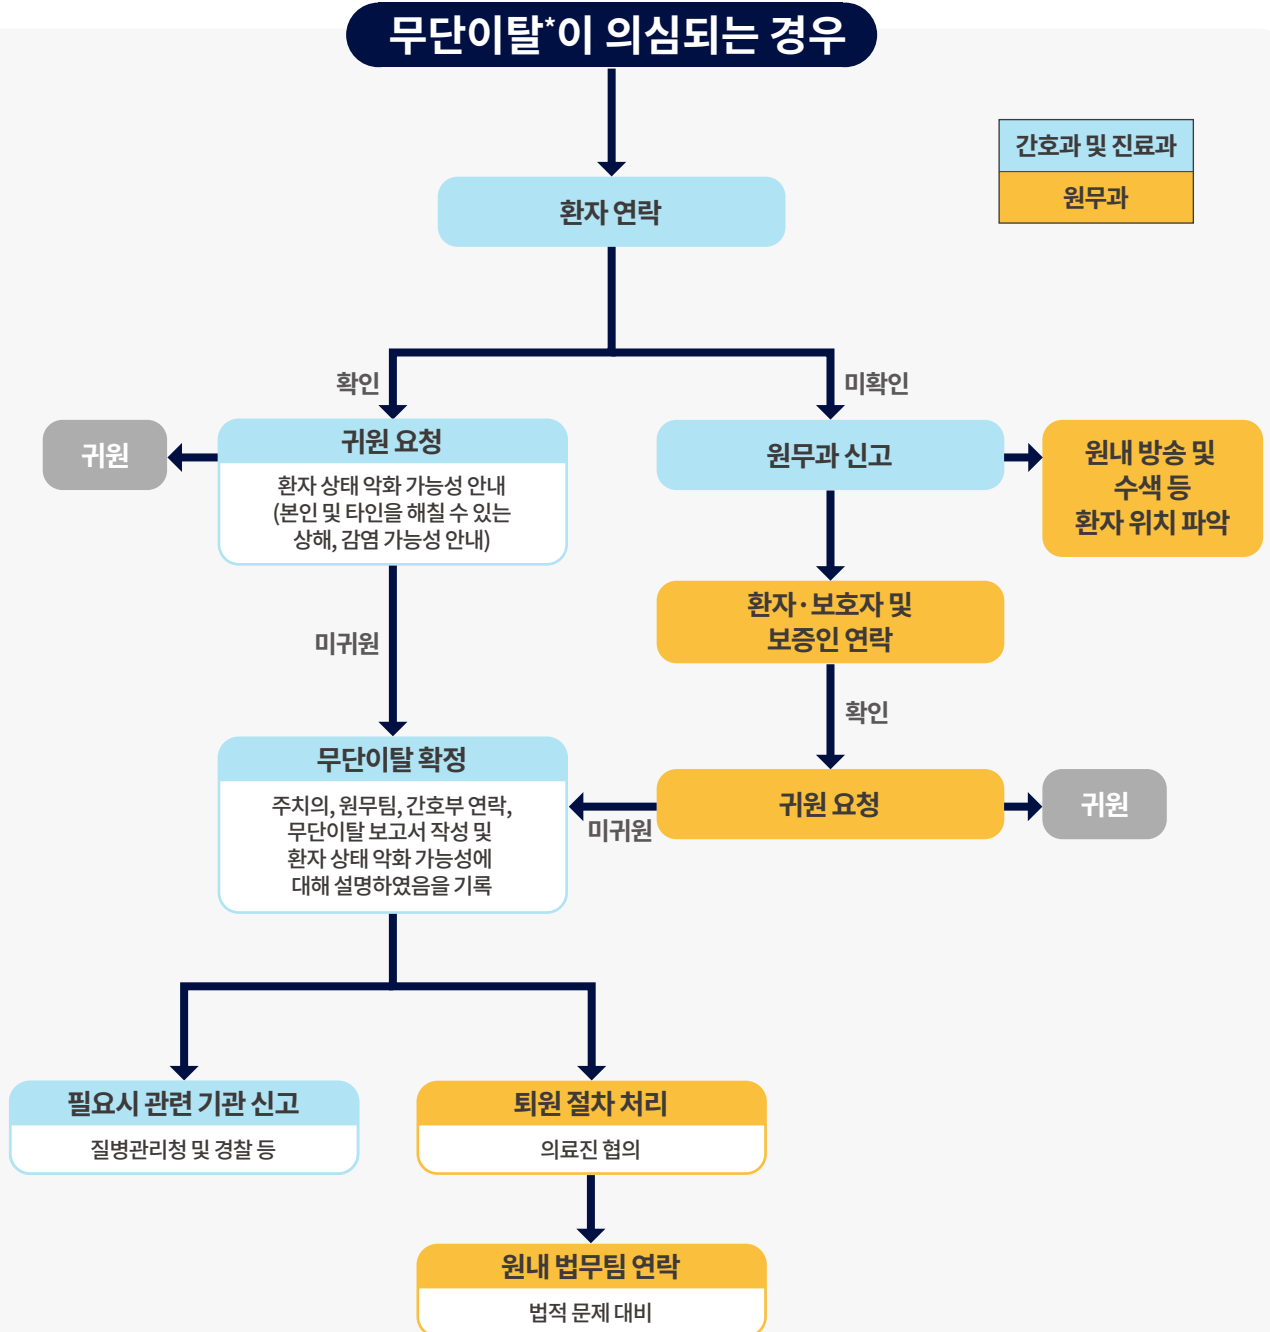 무단이탈*이 의심되는 경우
간호과 및 진료과
원무과
환자 연락
확인
미확인
귀원
귀원 요청
환자 상태 악화 가능성 안내
(본인 및 타인을 해칠 수 있는
상해, 감염 가능성 안내)
원무과 신고
원내 방송 및
수색 등
환자 위치 파악
환자·보호자 및
보증인 연락
미귀원
확인
무단이탈 확정
주치의, 원무팀, 간호부 연락,
무단이탈 보고서 작성 및
환자 상태 악화 가능성에
대해 설명하였음을 기록
미귀원
귀원 요청
귀원
필요시 관련 기관 신고
질병관리청 및 경찰 등
퇴원 절차 처리
의료진 협의
원내 법무팀 연락
법적 문제 대비